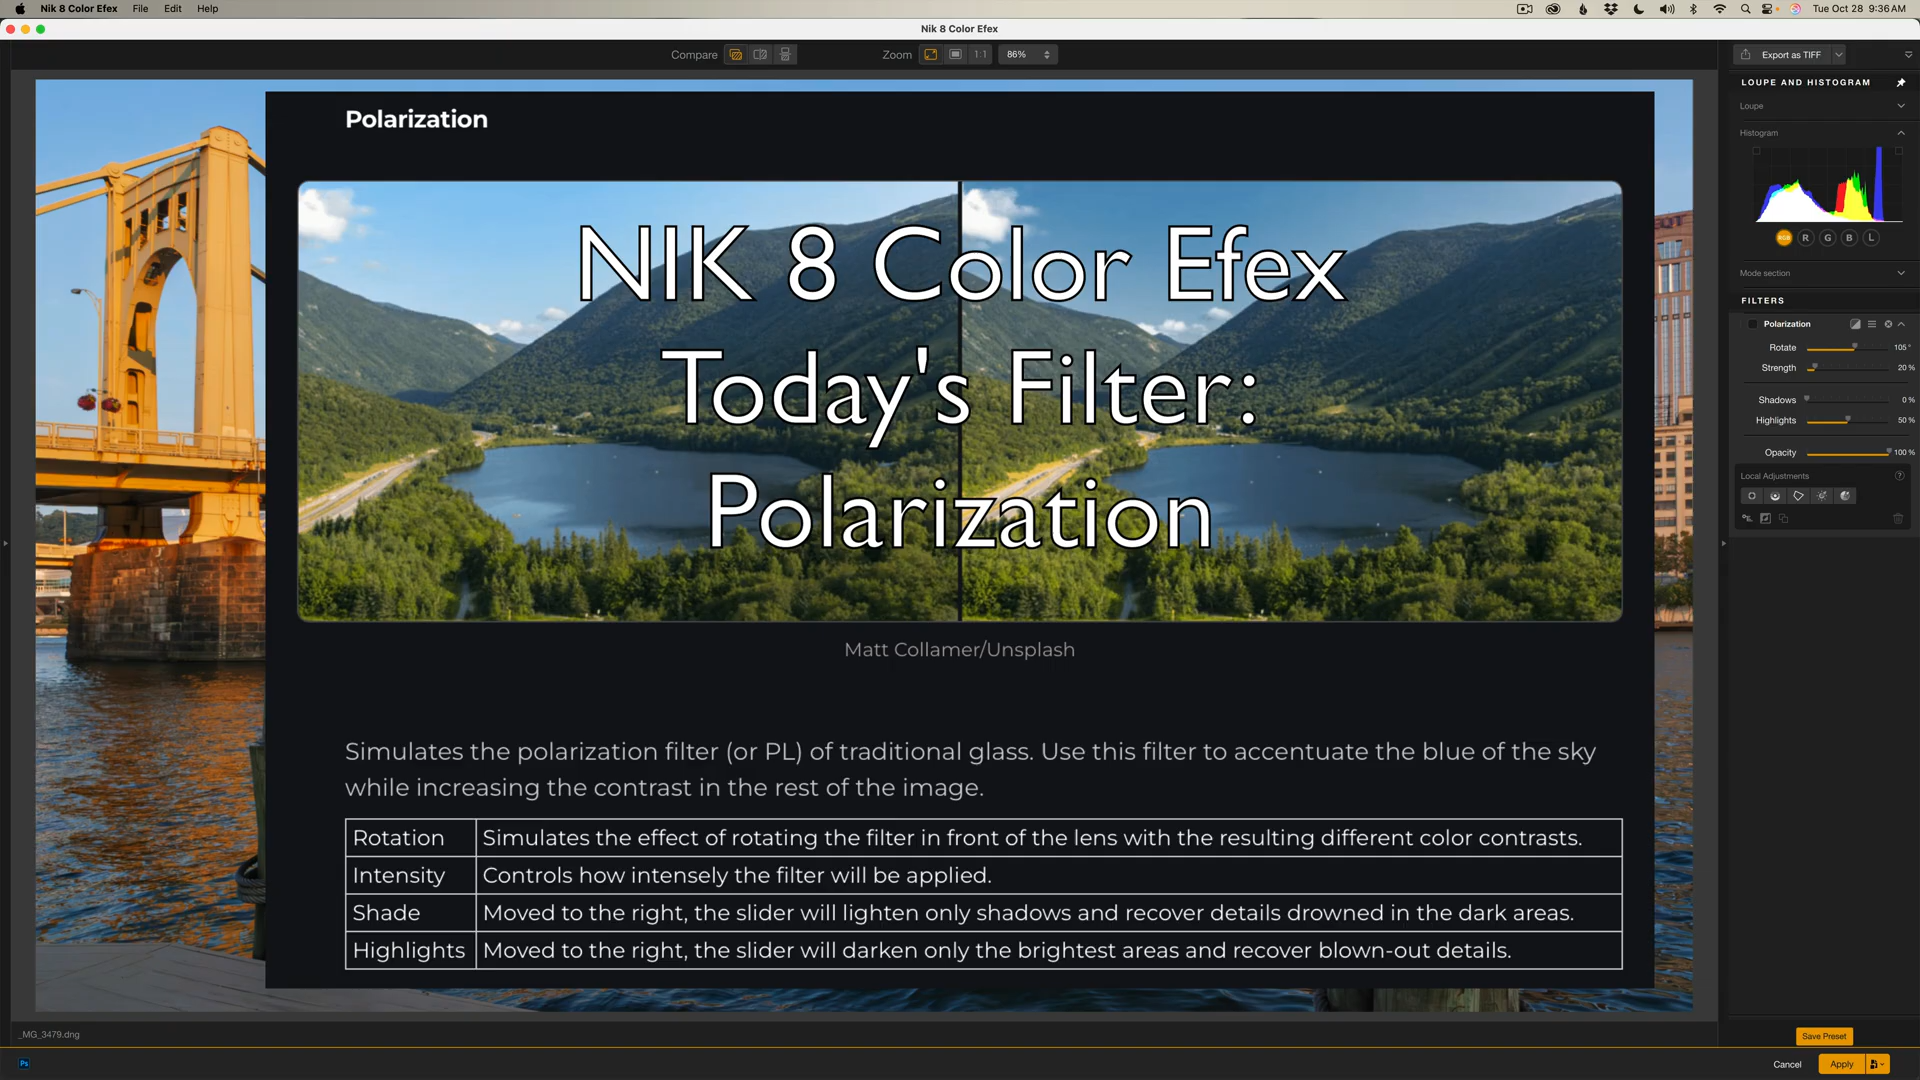 Nik 8 Color Efex File Edit Help
Tue Oct 28 9:36 AM
Nik 8 Color Efex
Compare
Zoom
1:1
86%
Export as TIFF
LOUPE AND HISTOGRAM
Loupe
Histogram
RGB R G B L
Mode section
FILTERS
Polarization
Rotate 105°
Strength 20 %
Shadows 0 %
Highlights 50 %
Opacity 100 %
Local Adjustments
?
Polarization
NIK 8 Color Efex
Today's Filter:
Polarization
Matt Collamer/Unsplash
Simulates the polarization filter (or PL) of traditional glass. Use this filter to accentuate the blue of the sky
while increasing the contrast in the rest of the image.
Rotation Simulates the effect of rotating the filter in front of the lens with the resulting different color contrasts.
Intensity Controls how intensely the filter will be applied.
Shade Moved to the right, the slider will lighten only shadows and recover details drowned in the dark areas.
Highlights Moved to the right, the slider will darken only the brightest areas and recover blown-out details.
_MG_3479.dng
Save Preset
Ps
Cancel Apply